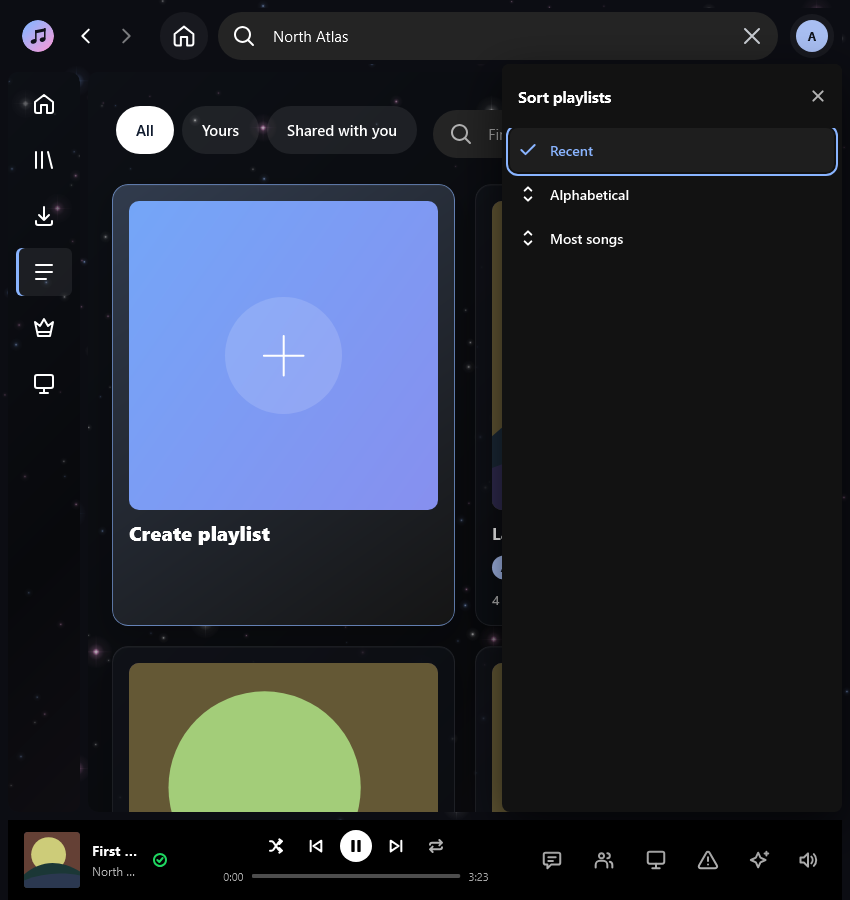 North Atlas
A
Sort playlists
All
Yours
Shared with you
Recent
Alphabetical
Most songs
Create playlist
4
First ...
North ...
0:00
3:23